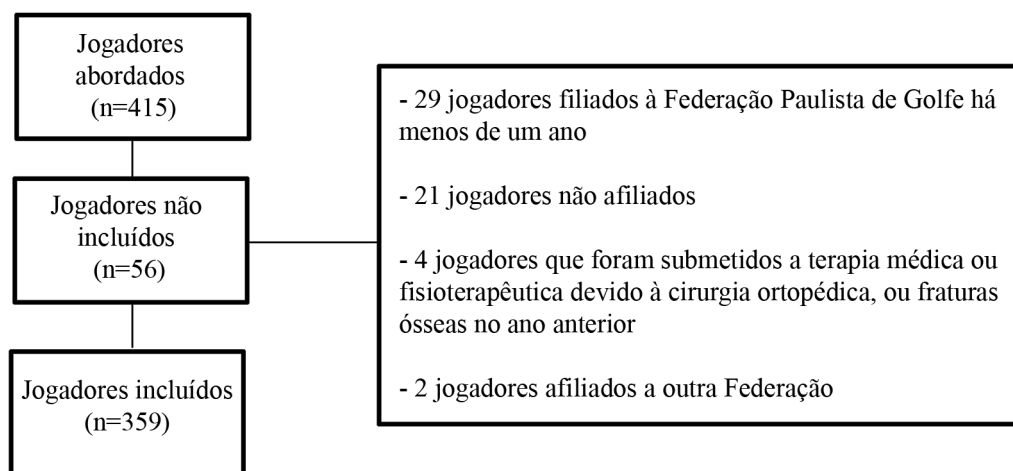 Jogadores
abordados
(n=415)
- 29 jogadores filiados à Federação Paulista de Golfe há
menos de um ano
- 21 jogadores não afiliados
- 4 jogadores que foram submetidos a terapia médica ou
fisioterapêutica devido à cirurgia ortopédica, ou fraturas
ósseas no ano anterior
- 2 jogadores afiliados a outra Federação
Jogadores não
incluídos
(n=56)
Jogadores incluídos
(n=359)